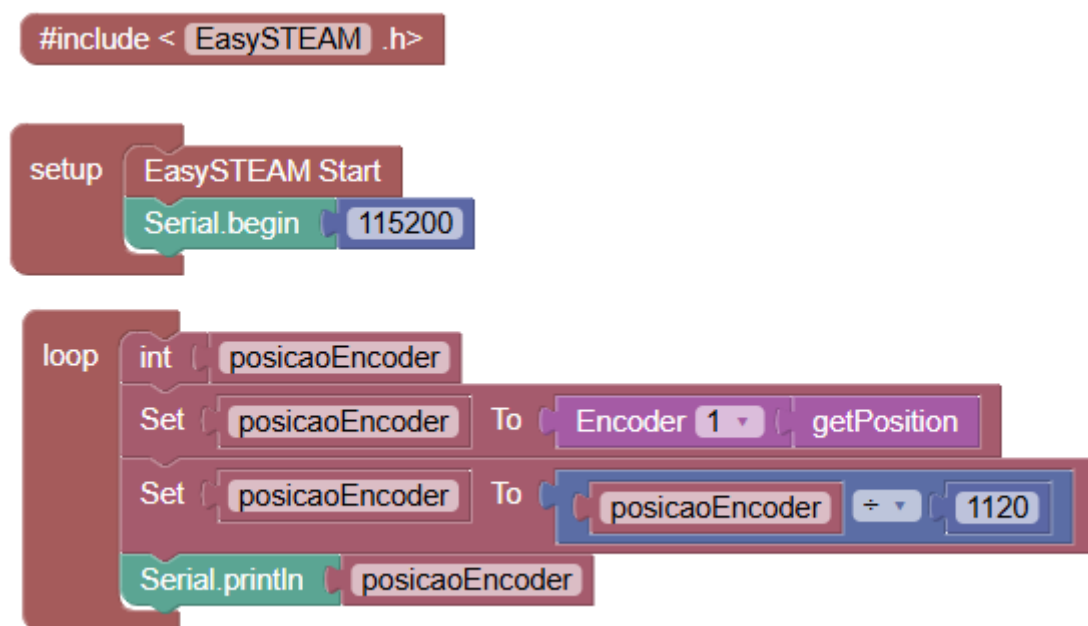 #include < EasySTEAM .h>
setup EasySTEAM Start
Serial.begin 115200
loop int posicaoEncoder
Set posicaoEncoder To Encoder 1 getPosition
Set posicaoEncoder To posicaoEncoder ÷ 1120
Serial.println posicaoEncoder